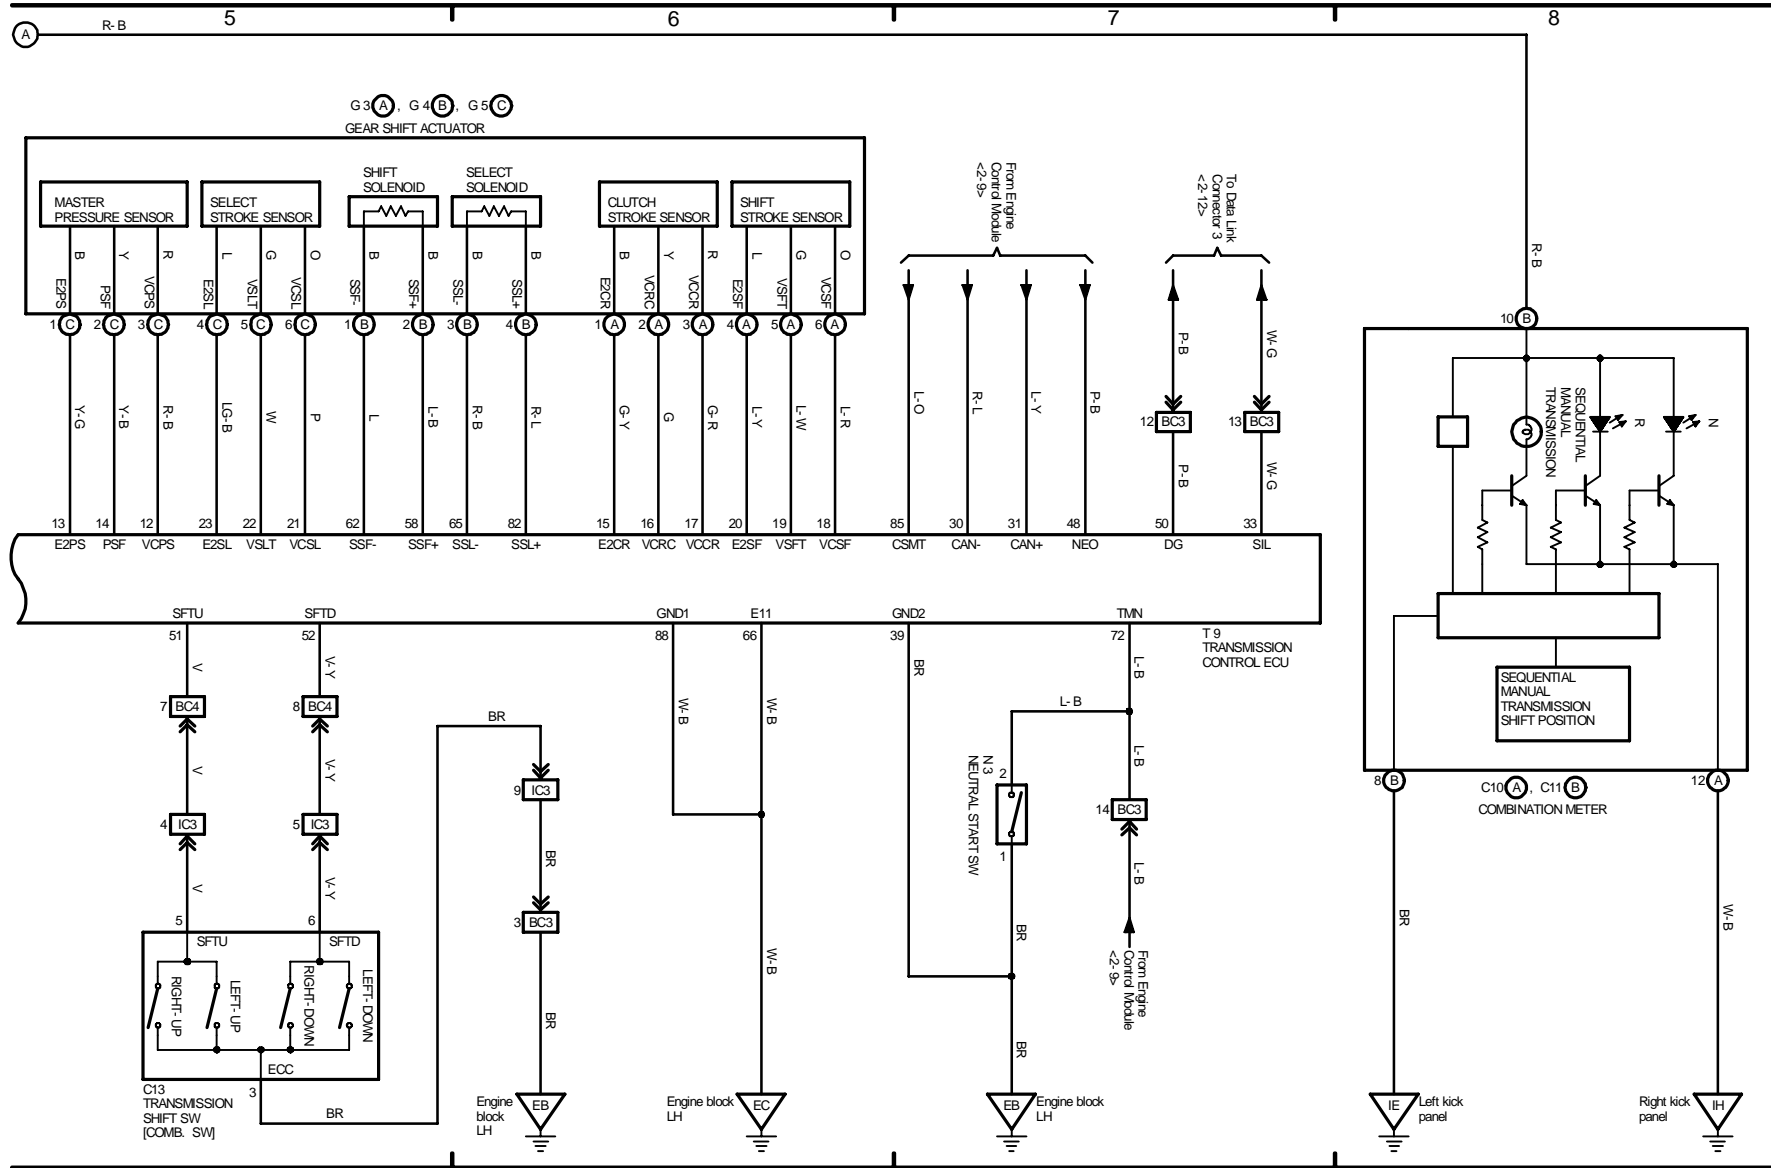 5
6
7
8
A
R-B
G 3 A , G 4 B , G 5 C
GEAR SHIFT ACTUATOR
MASTER
PRESSURE SENSOR
SELECT
STROKE SENSOR
SHIFT
SOLENOID
SELECT
SOLENOID
CLUTCH
STROKE SENSOR
SHIFT
STROKE SENSOR
B
Y
R
L
G
O
B
B
B
B
B
Y
R
L
G
O
E2PS
PSF
VCPS
E2SL
VSLT
VCSL
SSF-
SSF+
SSL-
SSL+
E2CR
VCRC
VCCR
E2SF
VSFT
VCSF
1 C
2 C
3 C
4 C
5 C
6 C
1 B
2 B
3 B
4 B
1 A
2 A
3 A
4 A
5 A
6 A
From Engine
Control Module
<2-9>
To Data Link
Connector 3
<2-12>
P-B
W-G
12 BC3
13 BC3
Y-G
Y-B
R-B
LG-B
W
P
L
L-B
R-B
R-L
G-Y
G
G-R
L-Y
L-W
L-R
L-O
R-L
L-Y
P-B
P-B
W-G
13
14
12
23
22
21
62
58
65
82
15
16
17
20
19
18
85
30
31
48
50
33
E2PS
PSF
VCPS
E2SL
VSLT
VCSL
SSF-
SSF+
SSL-
SSL+
E2CR
VCRC
VCCR
E2SF
VSFT
VCSF
CSMT
CAN-
CAN+
NEO
DG
SIL
SFTU
SFTD
GND1
E11
GND2
TMN
51
52
88
66
39
72
T 9
TRANSMISSION
CONTROL ECU
V
V-Y
7 BC4
8 BC4
V
V-Y
4 IC3
5 IC3
V
V-Y
5
6
SFTU
SFTD
RIGHT-UP
LEFT-UP
RIGHT-DOWN
LEFT-DOWN
ECC
3
C13
TRANSMISSION
SHIFT SW
[COMB. SW]
BR
BR
9 IC3
BR
3 BC3
BR
Engine
block
LH
EB
W-B
W-B
W-B
Engine block
LH
EC
BR
L-B
L-B
L-B
2
N 3
NEUTRAL START SW
1
14 BC3
L-B
From Engine
Control Module
<2-9>
BR
BR
EB
Engine block
LH
R-B
10 B
SEQUENTIAL
MANUAL
TRANSMISSION
R
N
SEQUENTIAL
MANUAL
TRANSMISSION
SHIFT POSITION
8 B
C10 A , C11 B
COMBINATION METER
12 A
BR
W-B
IE
Left kick
panel
Right kick
panel
IH